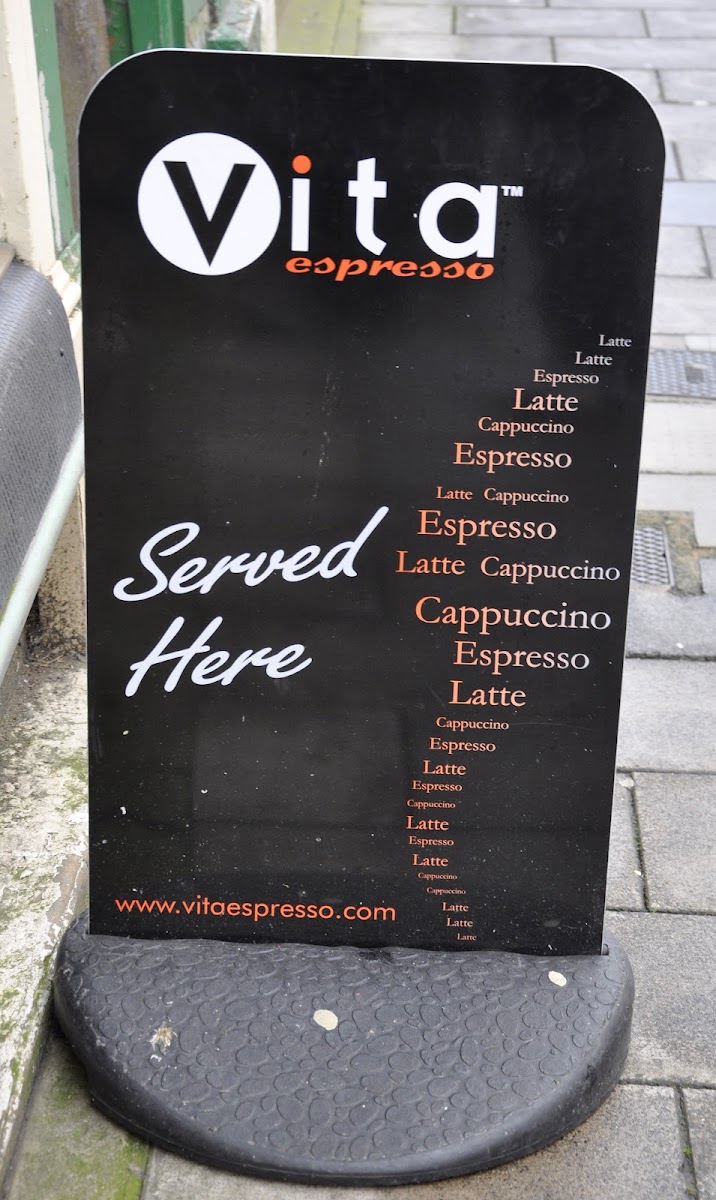 Vita™
espresso
Latte
Latte
Espresso
Latte
Cappuccino
Espresso
Latte Cappuccino
Espresso
Latte Cappuccino
Served
Here
Cappuccino
Espresso
Latte
Cappuccino
Espresso
Latte
Espresso
Cappuccino
Latte
Espresso
Latte
Cappuccino
Cappuccino
Latte
Latte
Latte
www.vitaespresso.com